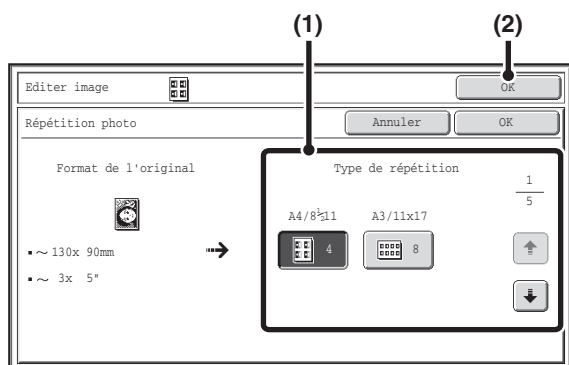 (1) (2)
Editer image OK
Répétition photo Annuler OK
Format de l'original Type de répétition
1
5
A4/8½11 A3/11x17
4 8
~ 130x 90mm
~ 3x 5"